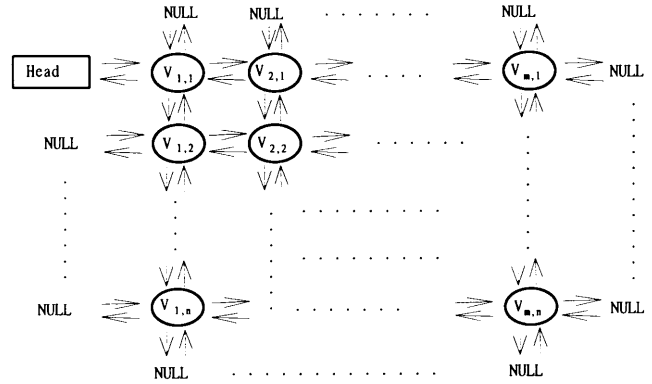 NULL NULL . . . . . . . . NULL
Head V 1,1 V 2,1 . . . . . V m,1 NULL
NULL V 1,2 V 2,2 . . . . . . .
. . . . . . . . . .
. . . . . . . . . .
NULL V 1,n . . . . . . . . V m,n NULL
NULL . . . . . . . . . . . . . . . NULL